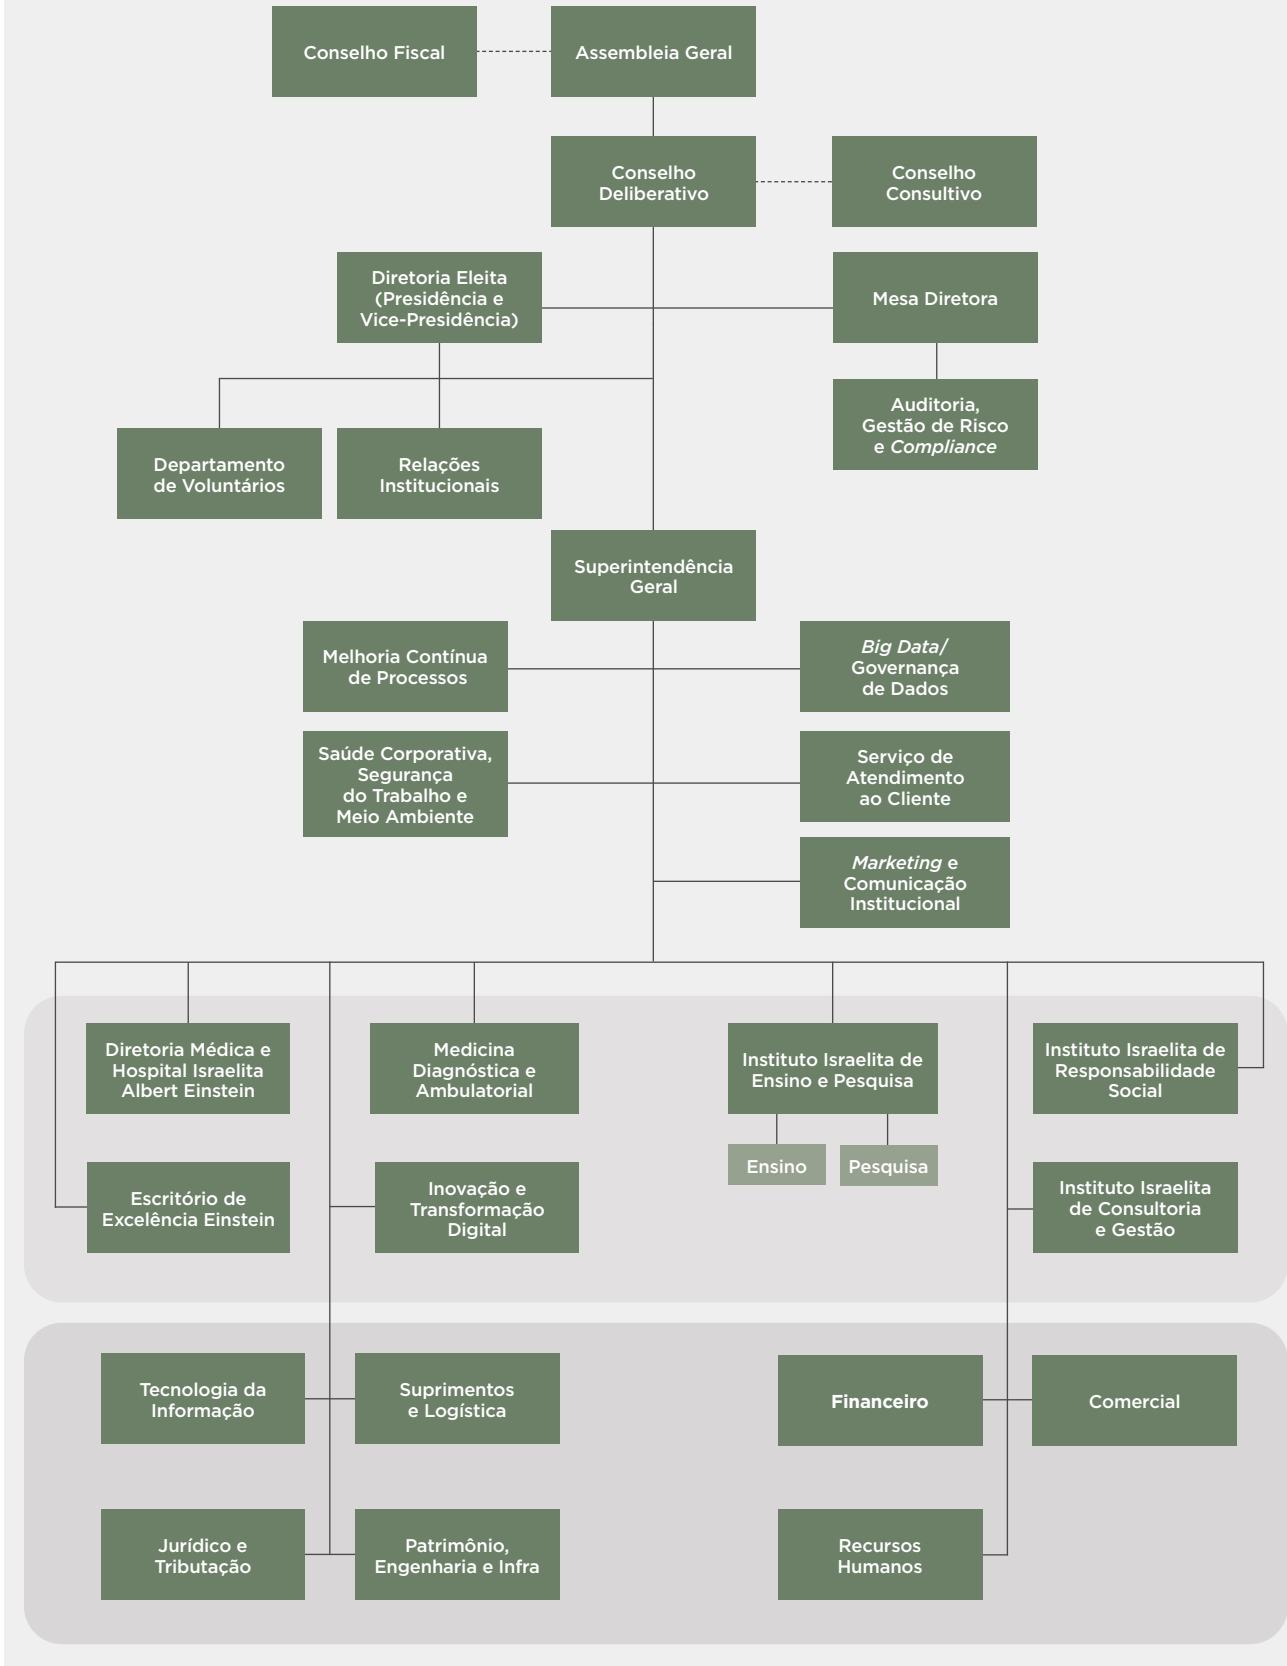 Conselho Fiscal
Assembleia Geral
Conselho
Deliberativo
Conselho
Consultivo
Diretoria Eleita
(Presidência e
Vice-Presidência)
Mesa Diretora
Auditoria,
Gestão de Risco
e Compliance
Departamento
de Voluntários
Relações
Institucionais
Superintendência
Geral
Melhoria Contínua
de Processos
Big Data/
Governança
de Dados
Saúde Corporativa,
Segurança
do Trabalho e
Meio Ambiente
Serviço de
Atendimento
ao Cliente
Marketing e
Comunicação
Institucional
Diretoria Médica e
Hospital Israelita
Albert Einstein
Medicina
Diagnóstica e
Ambulatorial
Instituto Israelita de
Ensino e Pesquisa
Instituto Israelita de
Responsabilidade
Social
Ensino
Pesquisa
Escritório de
Excelência Einstein
Inovação e
Transformação
Digital
Instituto Israelita
de Consultoria
e Gestão
Tecnologia da
Informação
Suprimentos
e Logística
Financeiro
Comercial
Jurídico e
Tributação
Patrimônio,
Engenharia e Infra
Recursos
Humanos